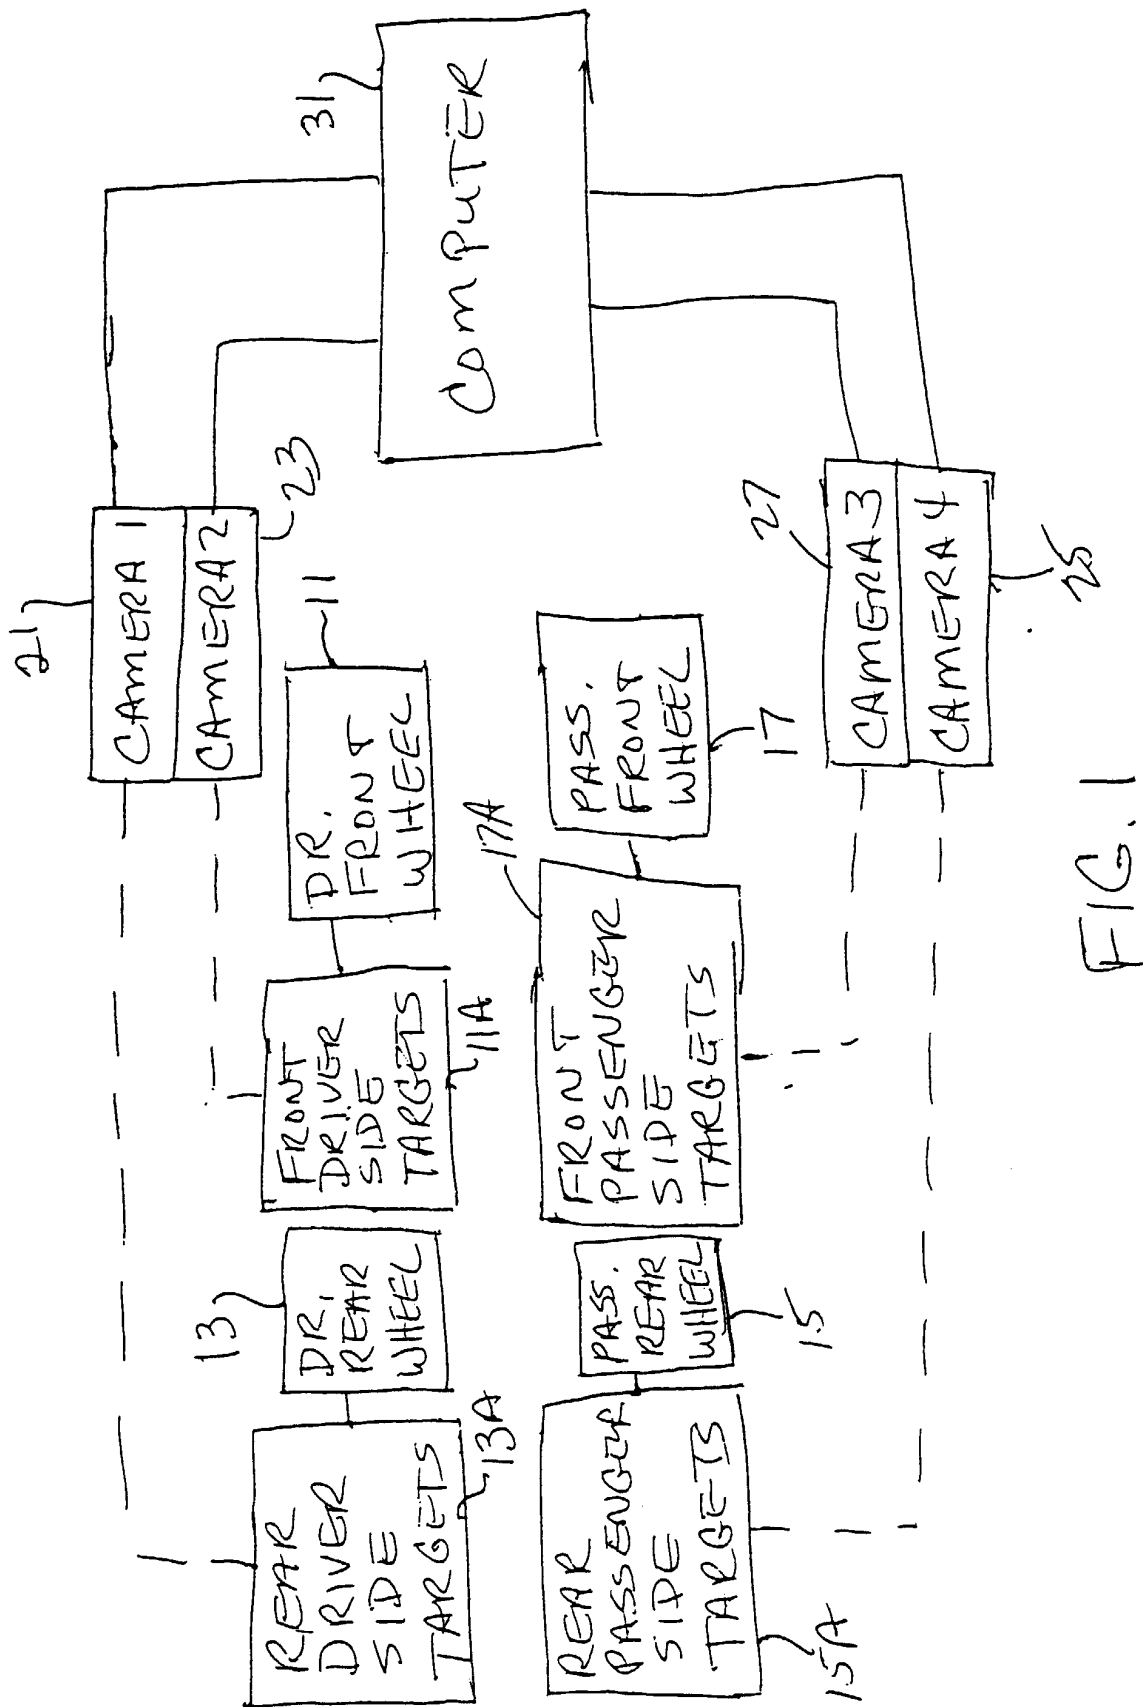 21
CAMERA 1
CAMERA 2
23
31
COMPUTER
13
DR.
REAR
WHEEL
REAR
DRIVER
SIDE
TARGETS
13A
FRONT
DRIVER
SIDE
TARGETS
11A
DR.
FRONT
WHEEL
11
REAR
PASSENGER
SIDE
TARGETS
15A
PASS.
REAR
WHEEL
15
FRONT
PASSENGER
SIDE
TARGETS
17A
PASS.
FRONT
WHEEL
17
27
CAMERA 3
CAMERA 4
25
FIG. 1